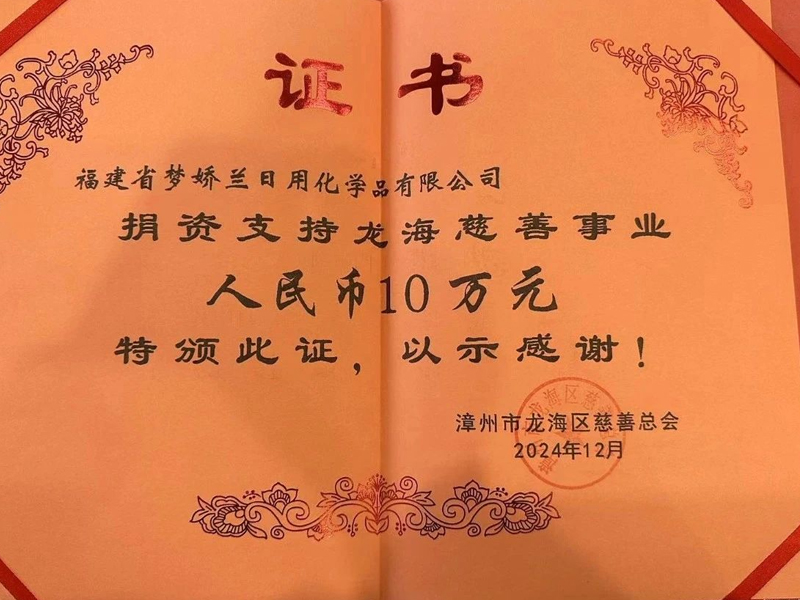 证书
福建省梦娇兰日用化学品有限公司
捐资支持龙海慈善事业
人民币10万元
特颁此证，以示感谢！
漳州市龙海区慈善总会
2024年12月